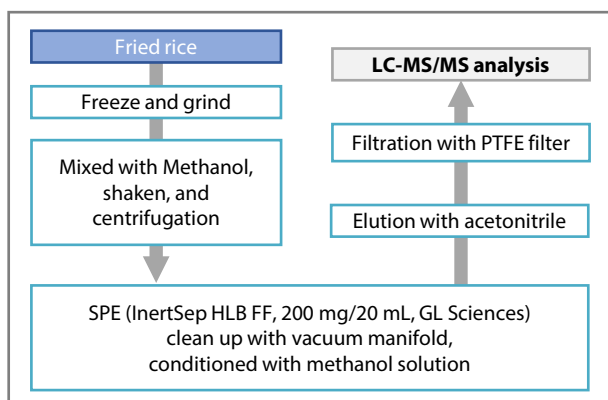 Fried rice
Freeze and grind
Mixed with Methanol,
shaken, and
centrifugation
SPE (InertSep HLB FF, 200 mg/20 mL, GL Sciences)
clean up with vacuum manifold,
conditioned with methanol solution
Elution with acetonitrile
Filtration with PTFE filter
LC-MS/MS analysis